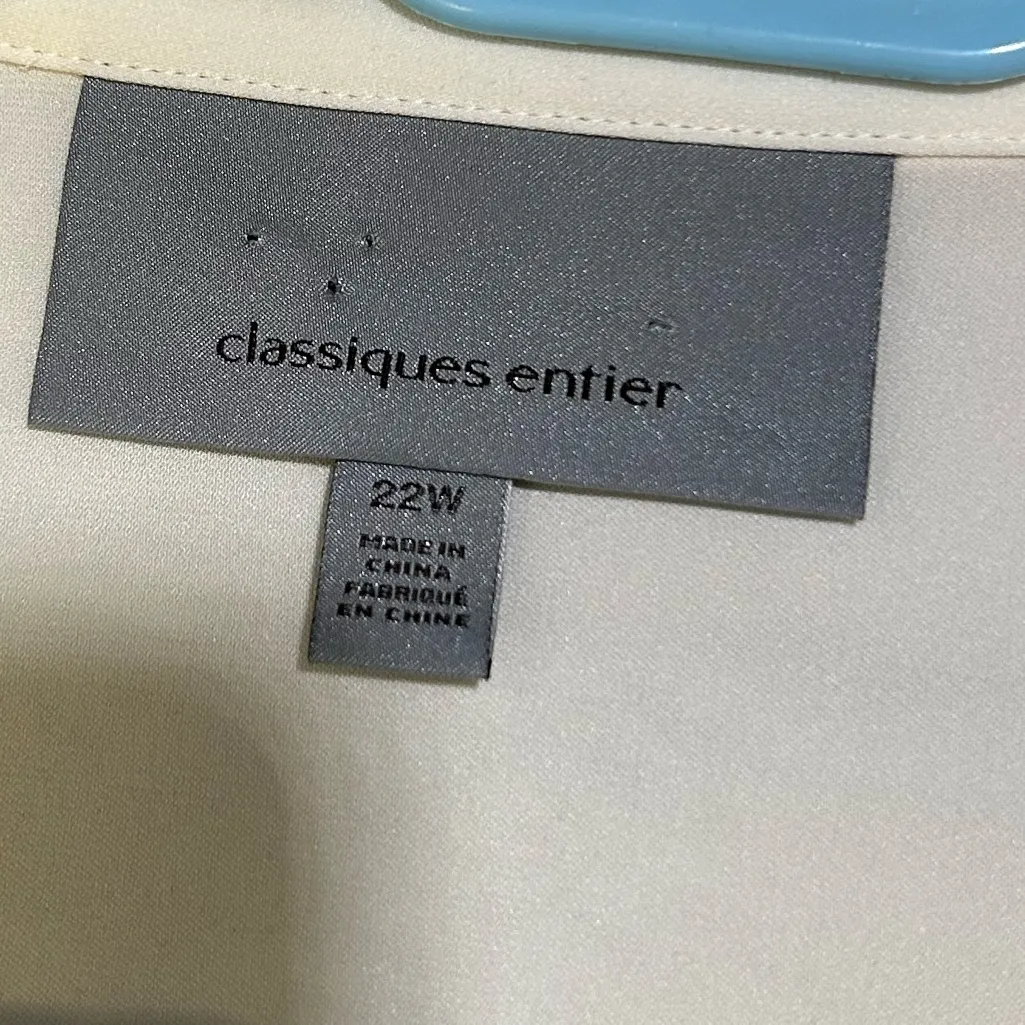 classiques entier
22W
MADE IN
CHINA
FABRIQUÉ
EN CHINE